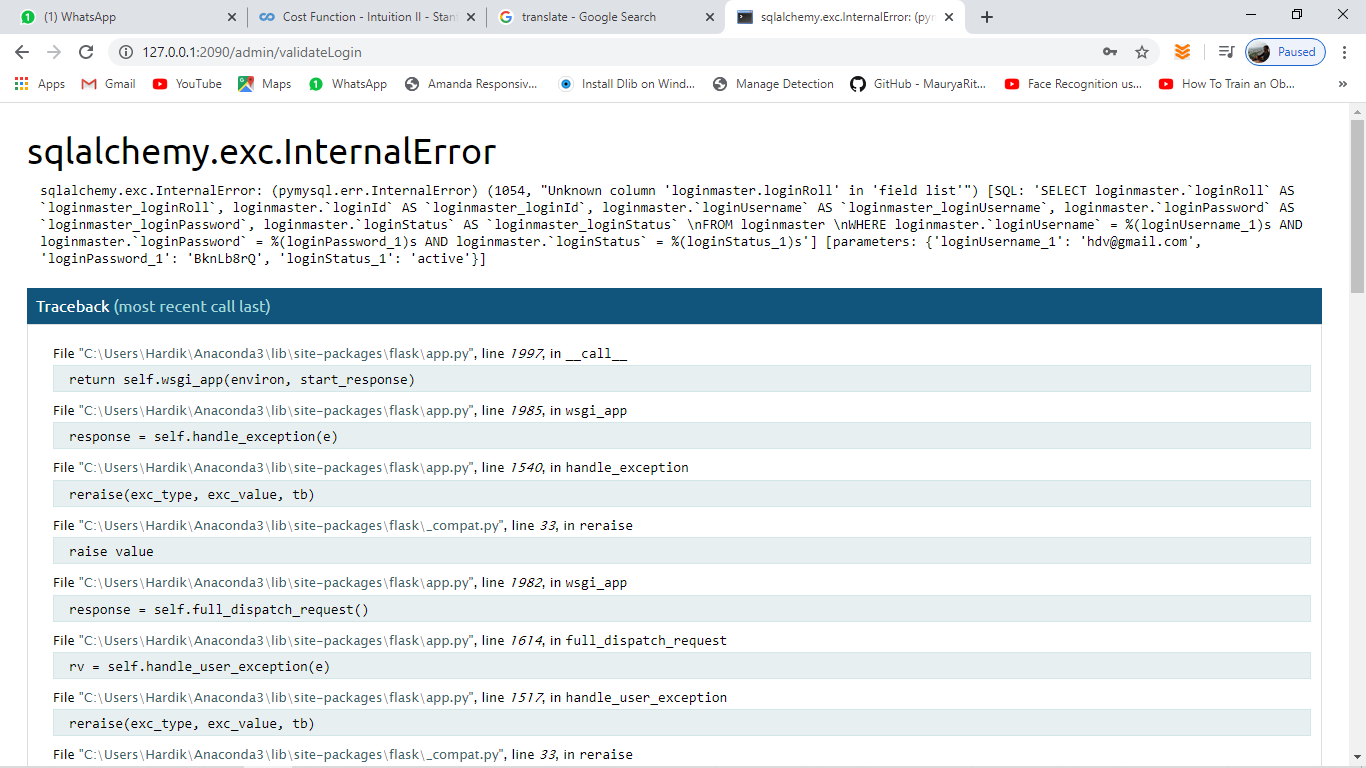 (1) WhatsApp
Cost Function - Intuition II - Stan
translate - Google Search
sqlalchemy.exc.InternalError: (pyr
127.0.0.1:2090/admin/validateLogin
Paused
Apps
Gmail
YouTube
Maps
WhatsApp
Amanda Responsiv...
Install Dlib on Wind...
Manage Detection
GitHub - MauryaRit...
Face Recognition us...
How To Train an Ob...
sqlalchemy.exc.InternalError
sqlalchemy.exc.InternalError: (pymysql.err.InternalError) (1054, "Unknown column 'loginmaster.loginRoll' in 'field list'") [SQL: 'SELECT loginmaster.`loginRoll` AS
`loginmaster_loginRoll`, loginmaster.`loginId` AS `loginmaster_loginId`, loginmaster.`loginUsername` AS `loginmaster_loginUsername`, loginmaster.`loginPassword` AS
`loginmaster_loginPassword`, loginmaster.`loginStatus` AS `loginmaster_loginStatus` \nFROM loginmaster \nWHERE loginmaster.`loginUsername` = %(loginUsername_1)s AND
loginmaster.`loginPassword` = %(loginPassword_1)s AND loginmaster.`loginStatus` = %(loginStatus_1)s'] [parameters: {'loginUsername_1': 'hdv@gmail.com',
'loginPassword_1': 'BknLb8rQ', 'loginStatus_1': 'active'}]
Traceback (most recent call last)
File "C:\Users\Hardik\Anaconda3\lib\site-packages\flask\app.py", line 1997, in __call__
return self.wsgi_app(environ, start_response)
File "C:\Users\Hardik\Anaconda3\lib\site-packages\flask\app.py", line 1985, in wsgi_app
response = self.handle_exception(e)
File "C:\Users\Hardik\Anaconda3\lib\site-packages\flask\app.py", line 1540, in handle_exception
reraise(exc_type, exc_value, tb)
File "C:\Users\Hardik\Anaconda3\lib\site-packages\flask\_compat.py", line 33, in reraise
raise value
File "C:\Users\Hardik\Anaconda3\lib\site-packages\flask\app.py", line 1982, in wsgi_app
response = self.full_dispatch_request()
File "C:\Users\Hardik\Anaconda3\lib\site-packages\flask\app.py", line 1614, in full_dispatch_request
rv = self.handle_user_exception(e)
File "C:\Users\Hardik\Anaconda3\lib\site-packages\flask\app.py", line 1517, in handle_user_exception
reraise(exc_type, exc_value, tb)
File "C:\Users\Hardik\Anaconda3\lib\site-packages\flask\_compat.py", line 33, in reraise